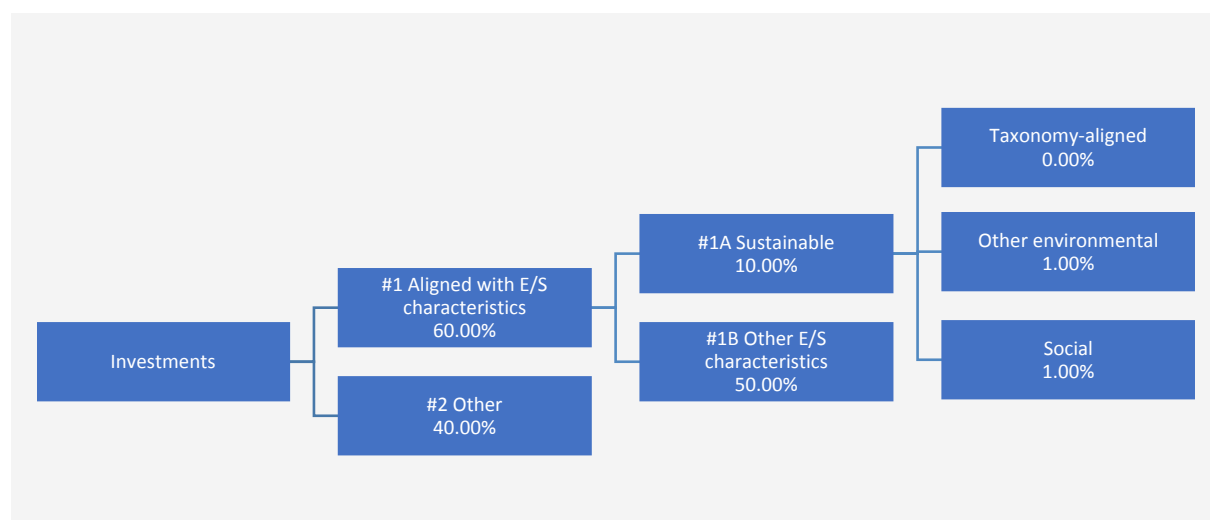 Investments
#1 Aligned with E/S
characteristics
60.00%
#2 Other
40.00%
#1A Sustainable
10.00%
#1B Other E/S
characteristics
50.00%
Taxonomy-aligned
0.00%
Other environmental
1.00%
Social
1.00%